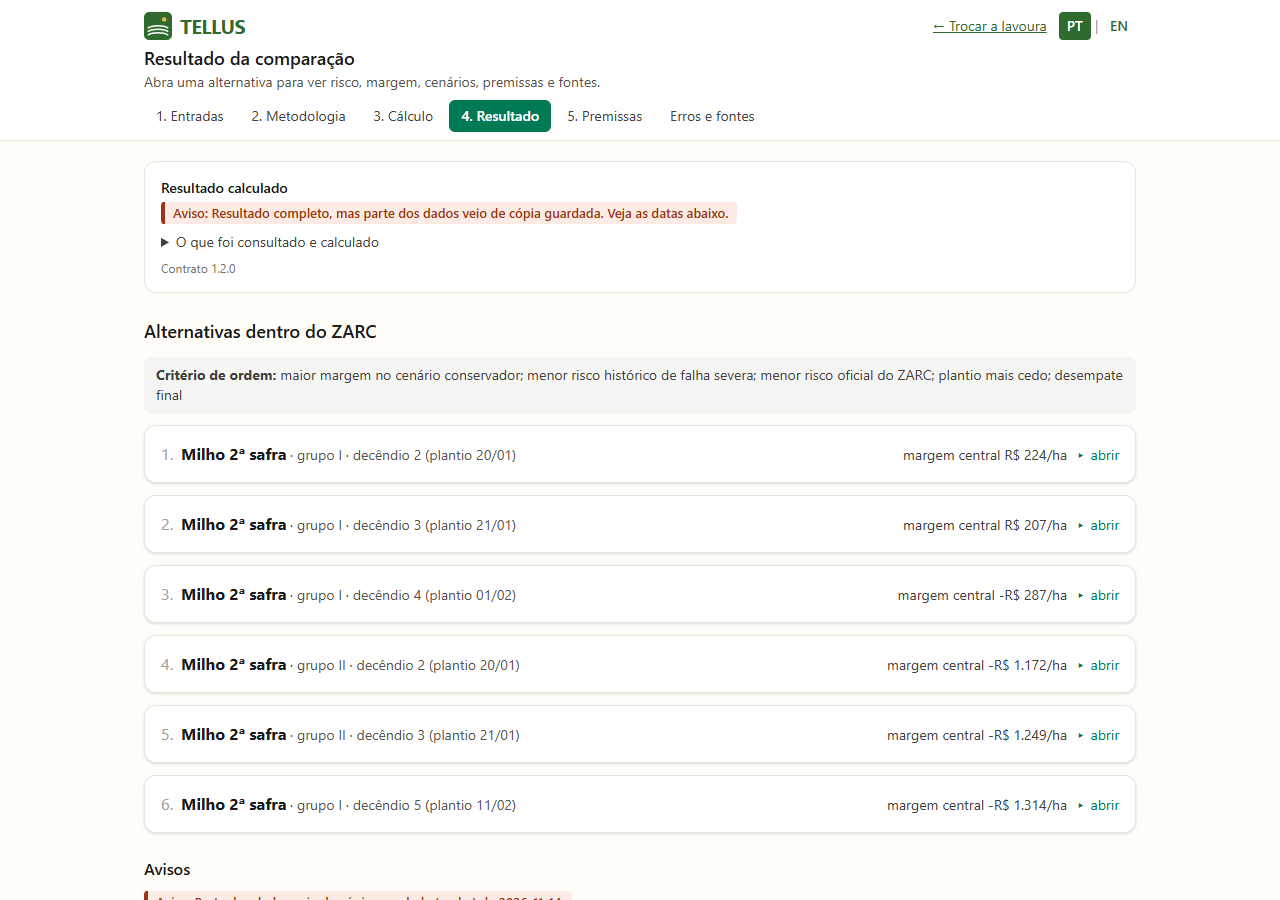 TELLUS
← Trocar a lavoura PT | EN
Resultado da comparação
Abra uma alternativa para ver risco, margem, cenários, premissas e fontes.
1. Entradas 2. Metodologia 3. Cálculo 4. Resultado 5. Premissas Erros e fontes
Resultado calculado
Aviso: Resultado completo, mas parte dos dados veio de cópia guardada. Veja as datas abaixo.
▶ O que foi consultado e calculado
Contrato 1.2.0
Alternativas dentro do ZARC
Critério de ordem: maior margem no cenário conservador; menor risco histórico de falha severa; menor risco oficial do ZARC; plantio mais cedo; desempate
final
1. Milho 2ª safra · grupo I · decêndio 2 (plantio 20/01) margem central R$ 224/ha ▸ abrir
2. Milho 2ª safra · grupo I · decêndio 3 (plantio 21/01) margem central R$ 207/ha ▸ abrir
3. Milho 2ª safra · grupo I · decêndio 4 (plantio 01/02) margem central -R$ 287/ha ▸ abrir
4. Milho 2ª safra · grupo II · decêndio 2 (plantio 20/01) margem central -R$ 1.172/ha ▸ abrir
5. Milho 2ª safra · grupo II · decêndio 3 (plantio 21/01) margem central -R$ 1.249/ha ▸ abrir
6. Milho 2ª safra · grupo I · decêndio 5 (plantio 11/02) margem central -R$ 1.314/ha ▸ abrir
Avisos